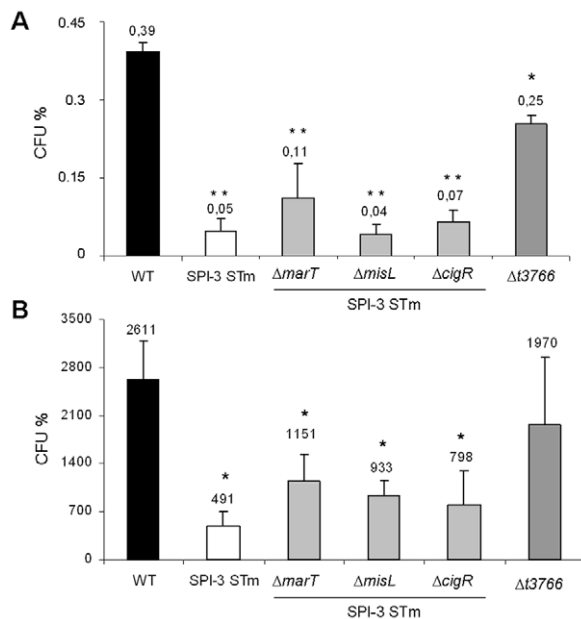 A
CFU %
0.45
0.3
0.15
0
0,39
* *
0,05
* *
0,11
* *
0,04
* *
0,07
*
0,25
WT
SPI-3 STm
ΔmarT
ΔmisL
ΔcigR
Δt3766
SPI-3 STm
B
CFU %
3500
2800
2100
1400
700
0
2611
*
491
*
1151
*
933
*
798
1970
WT
SPI-3 STm
ΔmarT
ΔmisL
ΔcigR
Δt3766
SPI-3 STm